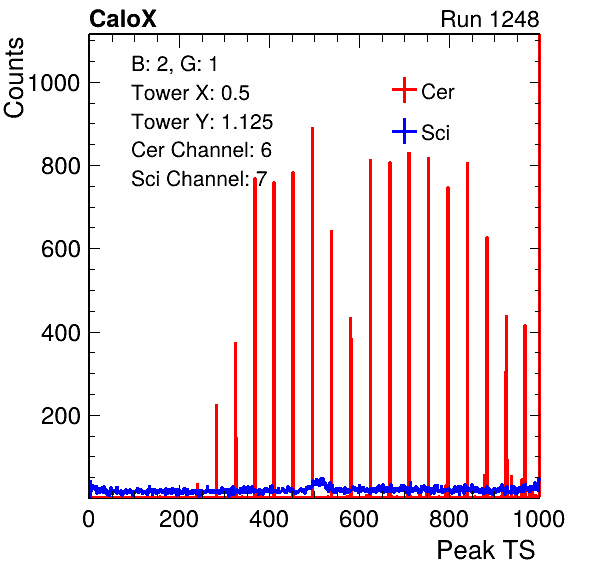 CaloX Run 1248
Counts
B: 2, G: 1
Tower X: 0.5
Tower Y: 1.125
Cer Channel: 6
Sci Channel: 7
Cer
Sci
1000
800
600
400
200
0 200 400 600 800 1000
Peak TS